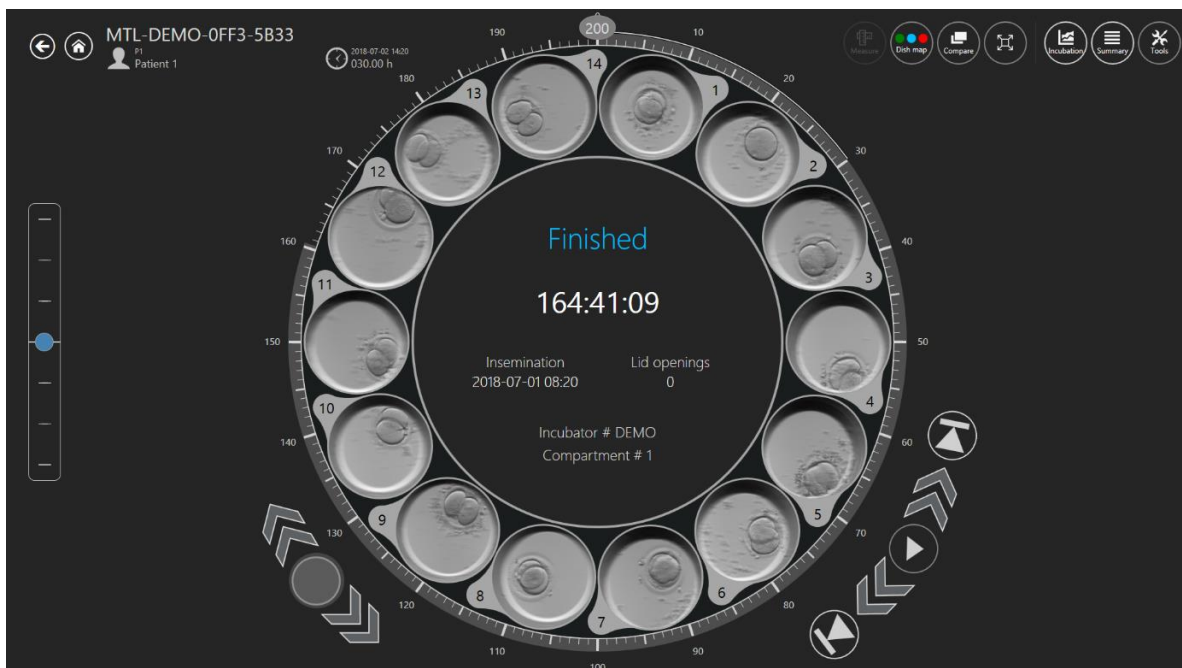 MTL-DEMO-0FF3-5B33
P1
Patient 1
2018-07-02 14:20
030.00 h
Measure
Dish map
Compare
Incubation
Summary
Tools
200
10
20
30
40
50
60
70
80
90
100
110
120
130
140
150
160
170
180
190
1
2
3
4
5
6
7
8
9
10
11
12
13
14
Finished
164:41:09
Insemination
Lid openings
2018-07-01 08:20
0
Incubator # DEMO
Compartment # 1